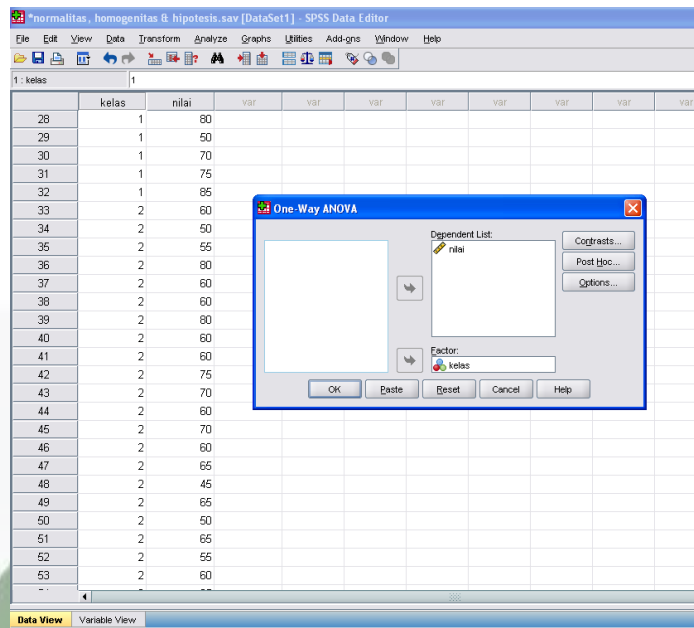 *normalitas, homogenitas & hipotesis.sav [DataSet1] - SPSS Data Editor
File Edit View Data Transform Analyze Graphs Utilities Add-ons Window Help
1 : kelas 1
kelas nilai var var var var var var var
28 1 80
29 1 50
30 1 70
31 1 75
32 1 85
33 2 60
34 2 50
35 2 55
36 2 80
37 2 60
38 2 60
39 2 80
40 2 60
41 2 60
42 2 75
43 2 70
44 2 60
45 2 70
46 2 60
47 2 65
48 2 45
49 2 65
50 2 50
51 2 65
52 2 55
53 2 60
One-Way ANOVA
Dependent List:
nilai
Contrasts...
Post Hoc...
Options...
Factor:
kelas
OK Paste Reset Cancel Help
Data View Variable View